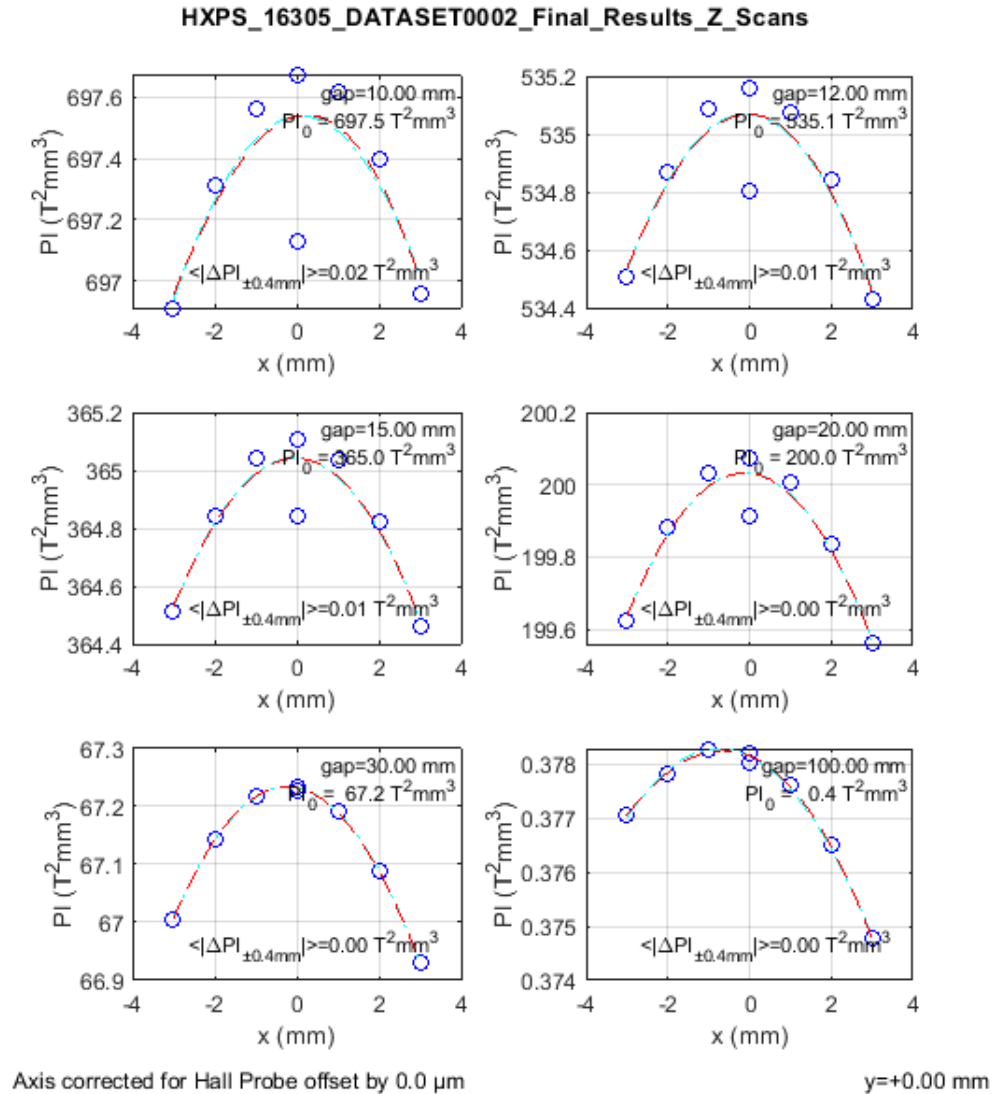 HXPS_16305_DATASET0002_Final_Results_Z_Scans
PI (T²mm³)
697.6
697.4
697.2
697
gap=10.00 mm
PI₀ = 697.5 T²mm³
<|ΔPI±0.4mm|>=0.02 T²mm³
-4 -2 0 2 4
x (mm)
PI (T²mm³)
535.2
535
534.8
534.6
534.4
gap=12.00 mm
PI₀ = 535.1 T²mm³
<|ΔPI±0.4mm|>=0.01 T²mm³
-4 -2 0 2 4
x (mm)
PI (T²mm³)
365.2
365
364.8
364.6
364.4
gap=15.00 mm
PI₀ = 365.0 T²mm³
<|ΔPI±0.4mm|>=0.01 T²mm³
-4 -2 0 2 4
x (mm)
PI (T²mm³)
200.2
200
199.8
199.6
gap=20.00 mm
PI₀ = 200.0 T²mm³
<|ΔPI±0.4mm|>=0.00 T²mm³
-4 -2 0 2 4
x (mm)
PI (T²mm³)
67.3
67.2
67.1
67
66.9
gap=30.00 mm
PI₀ = 67.2 T²mm³
<|ΔPI±0.4mm|>=0.00 T²mm³
-4 -2 0 2 4
x (mm)
PI (T²mm³)
0.378
0.377
0.376
0.375
0.374
gap=100.00 mm
PI₀ = 0.4 T²mm³
<|ΔPI±0.4mm|>=0.00 T²mm³
-4 -2 0 2 4
x (mm)
Axis corrected for Hall Probe offset by 0.0 µm
y=+0.00 mm